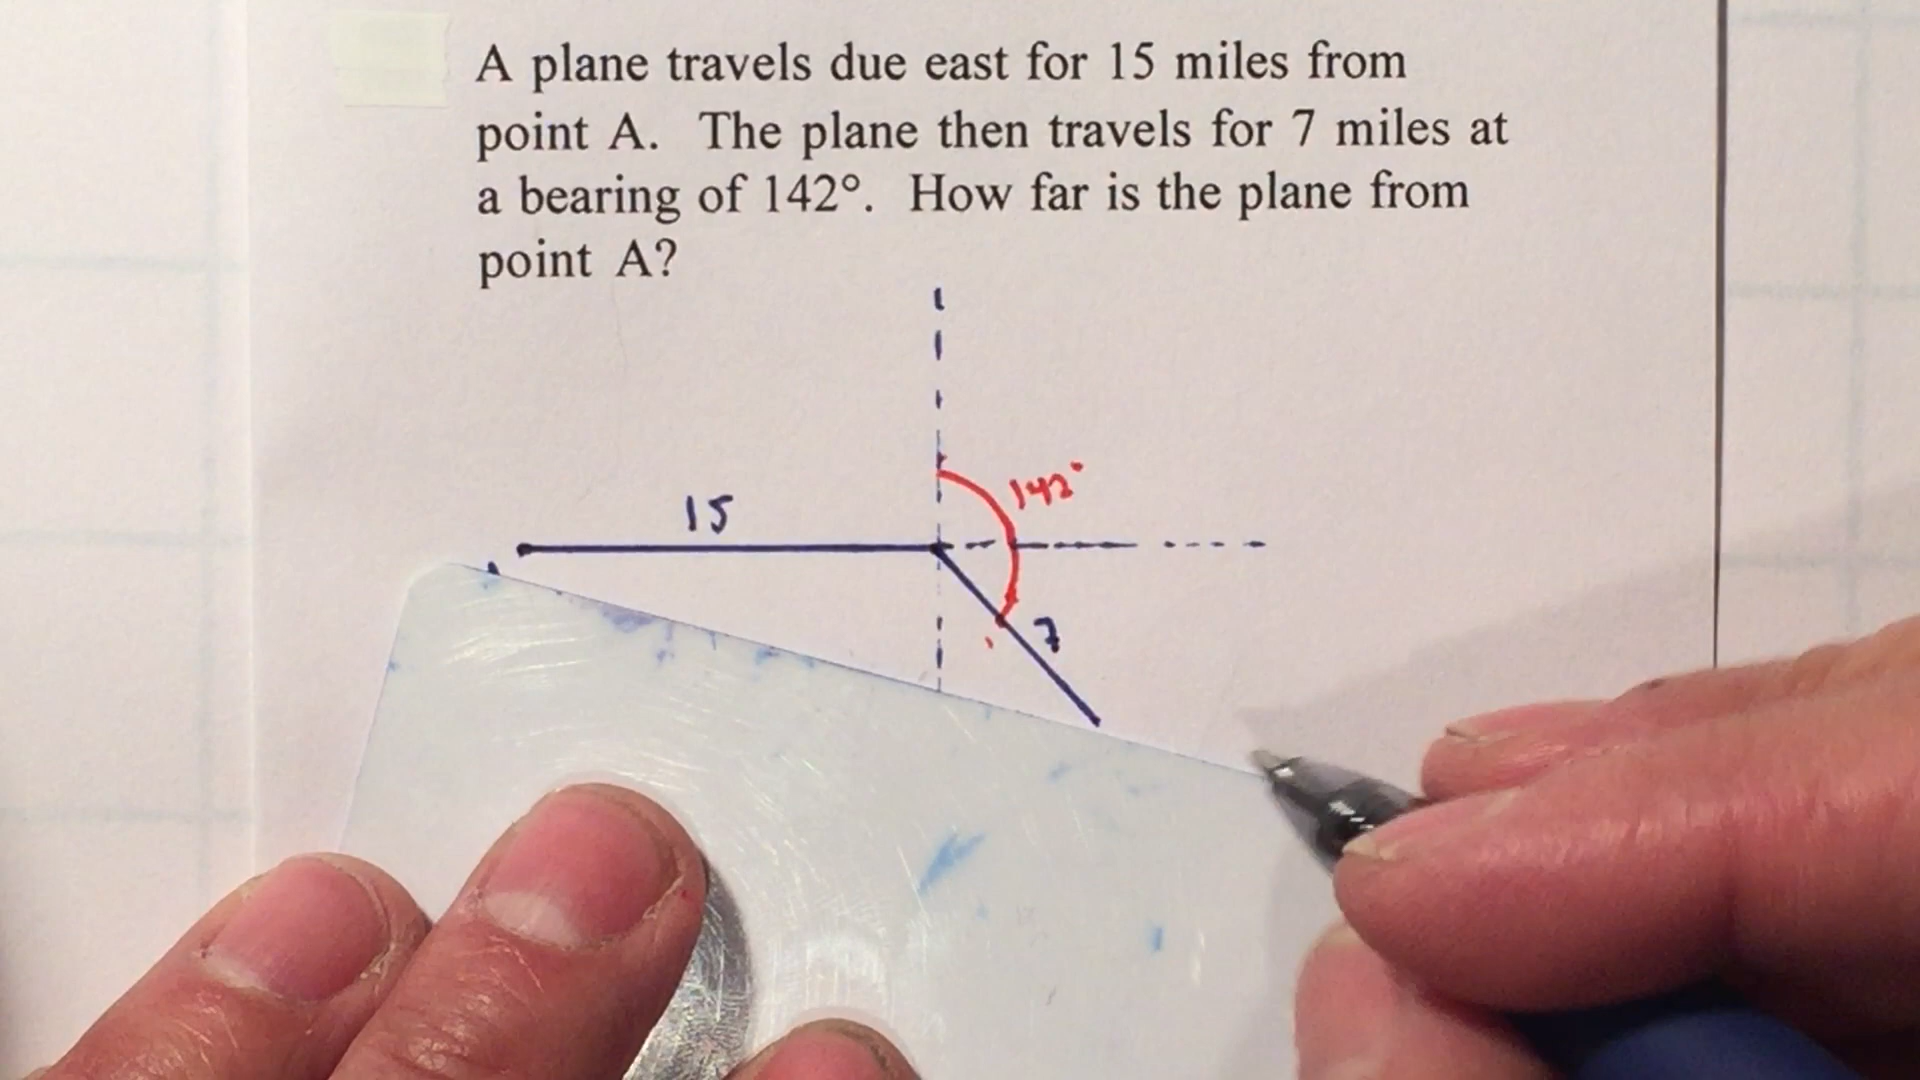 A plane travels due east for 15 miles from
point A. The plane then travels for 7 miles at
a bearing of 142°. How far is the plane from
point A?
142°
15
7